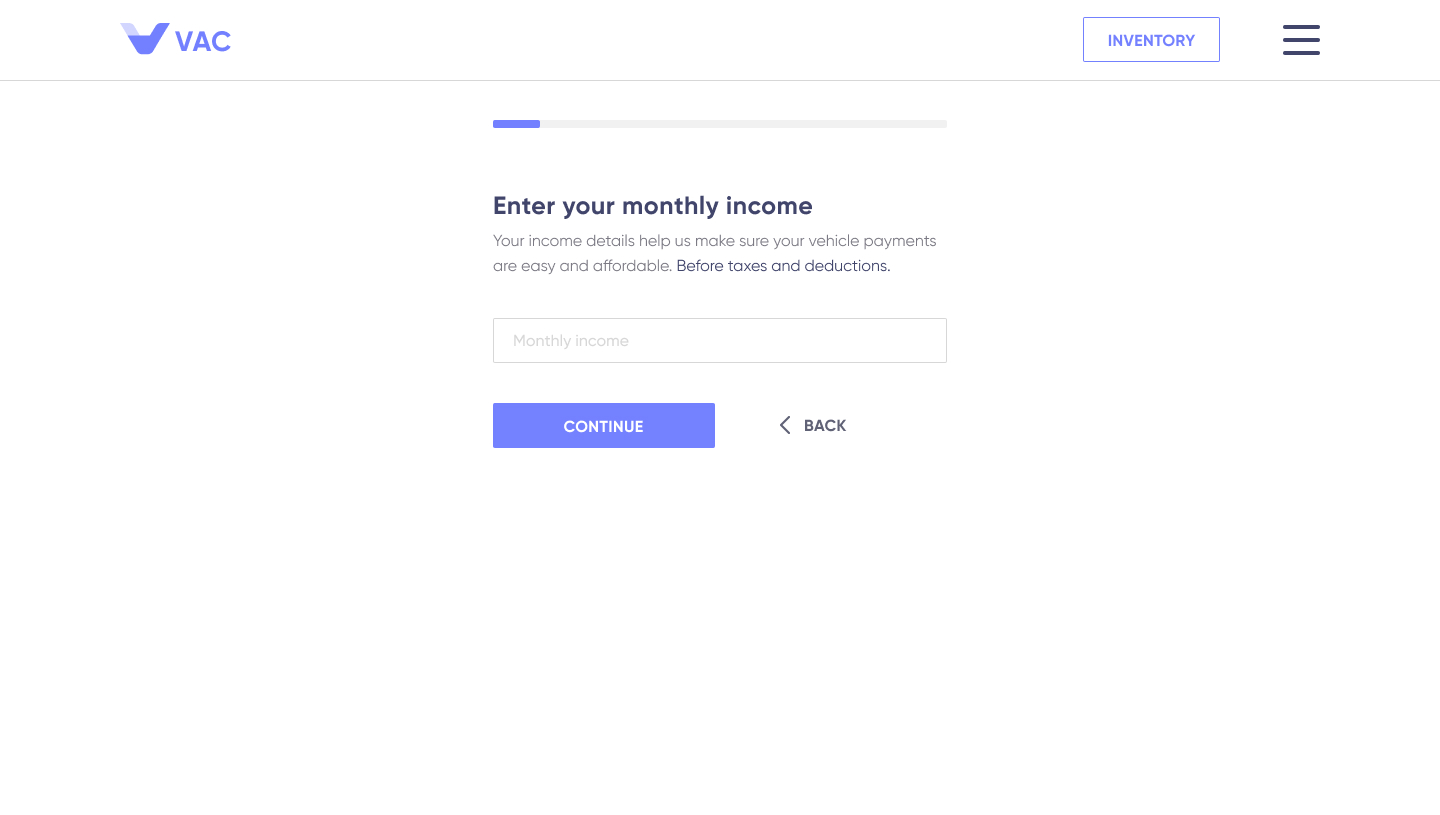 VAC
INVENTORY
Enter your monthly income
Your income details help us make sure your vehicle payments
are easy and affordable. Before taxes and deductions.
Monthly income
CONTINUE
BACK